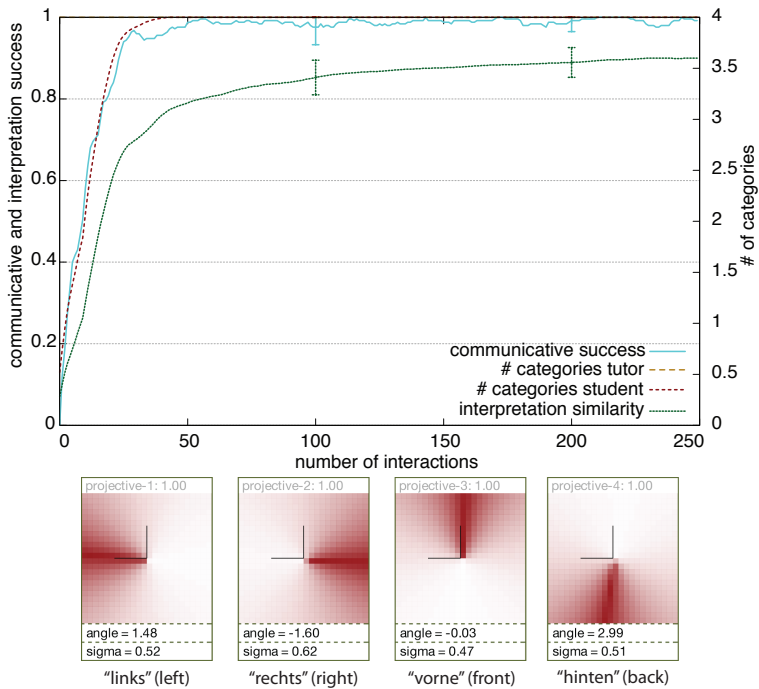 communicative and interpretation success
1
0.8
0.6
0.4
0.2
0
4
3.5
3
2.5
2
1.5
1
0.5
0
# of categories
communicative success
# categories tutor
# categories student
interpretation similarity
0 50 100 150 200 250
number of interactions
projective-1: 1.00 projective-2: 1.00 projective-3: 1.00 projective-4: 1.00
angle = 1.48 angle = -1.60 angle = -0.03 angle = 2.99
sigma = 0.52 sigma = 0.62 sigma = 0.47 sigma = 0.51
“links” (left) “rechts” (right) “vorne” (front) “hinten” (back)